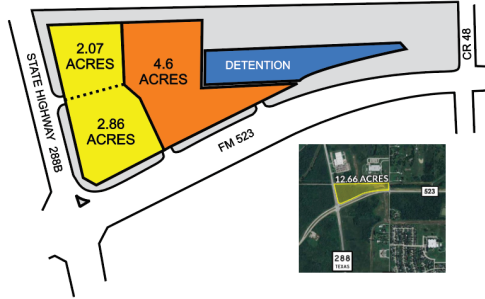 2.07
ACRES
4.6
ACRES
DETENTION
CR 48
STATE HIGHWAY 288B
2.86
ACRES
FM 523
12.66 ACRES
523
288
TEXAS